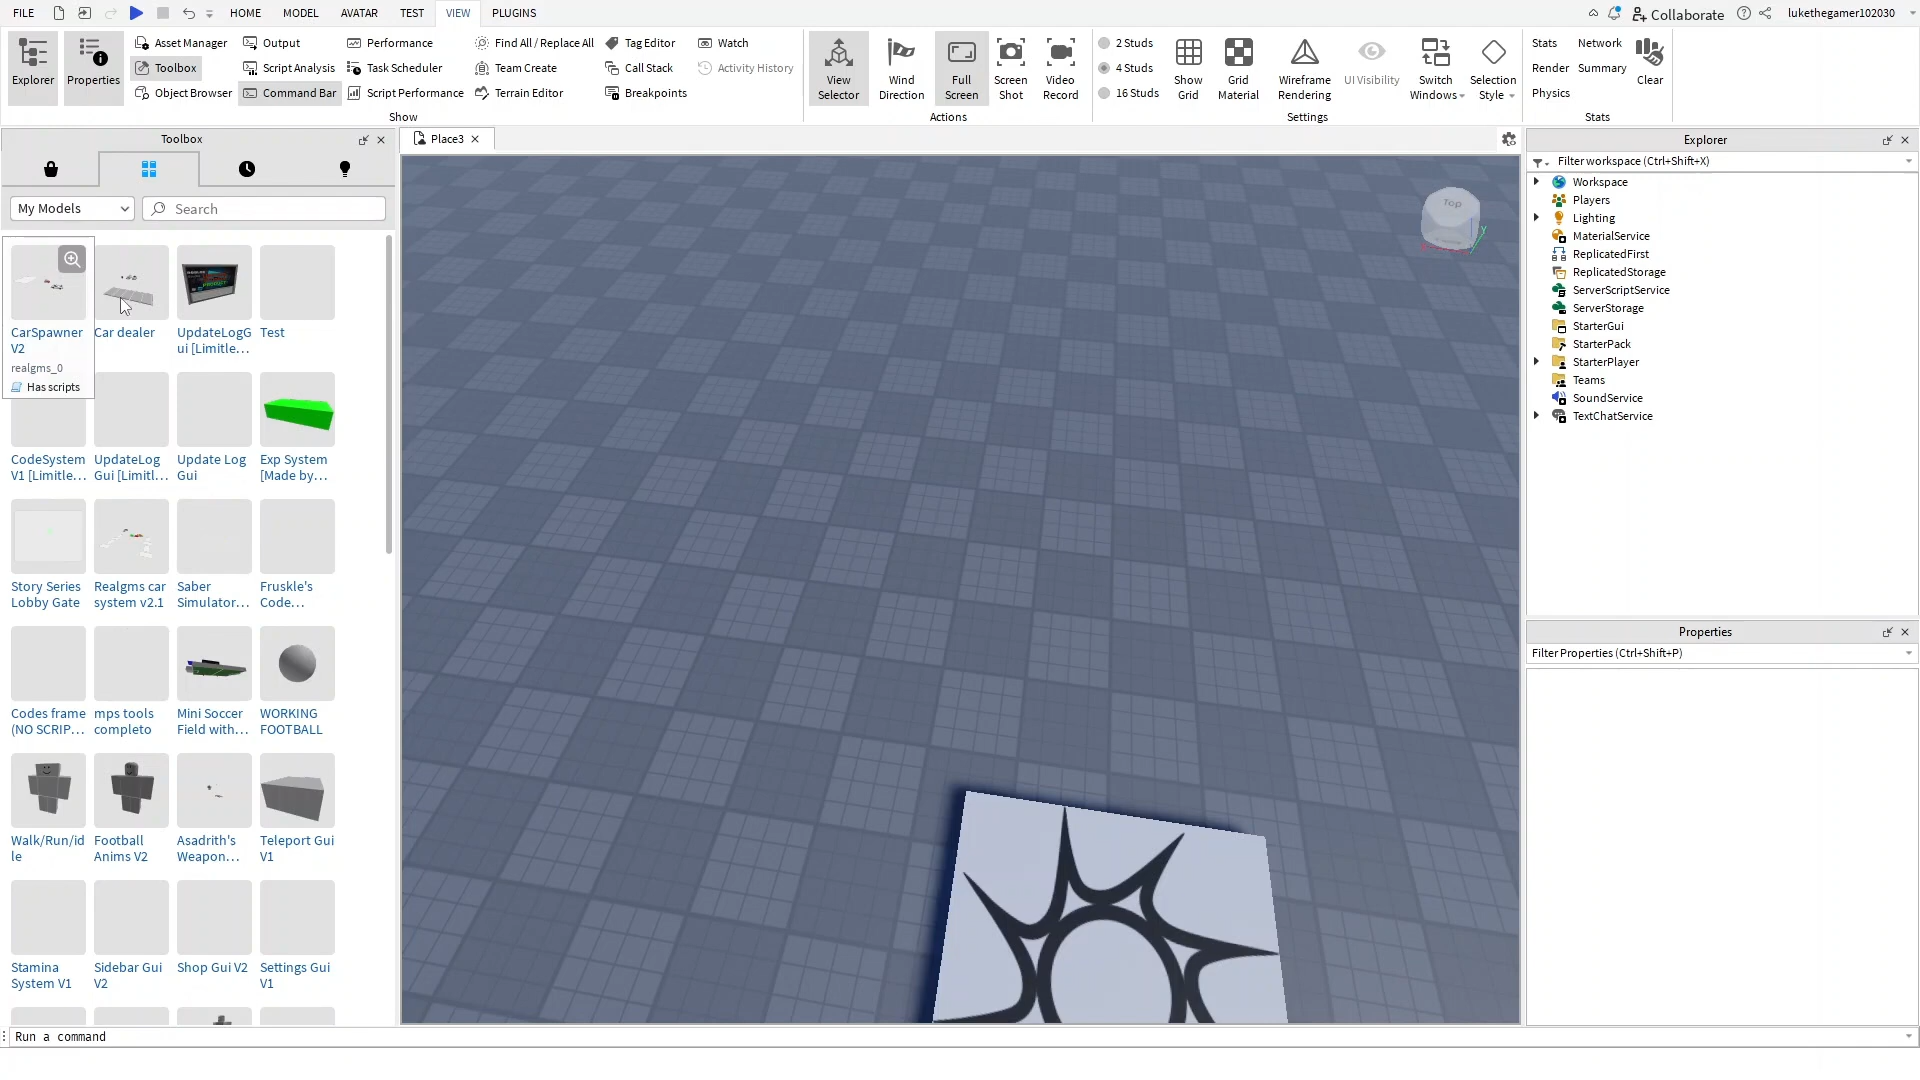 FILE HOME MODEL AVATAR TEST VIEW PLUGINS Collaborate lukethegamer102030
Explorer Properties Asset Manager Output Performance Find All / Replace All Tag Editor Watch
Toolbox Script Analysis Task Scheduler Team Create Call Stack Activity History
Object Browser Command Bar Script Performance Terrain Editor Breakpoints
Show
View Selector
Wind Direction
Full Screen
Screen Shot
Video Record
Actions
2 Studs
4 Studs
16 Studs
Show Grid
Grid Material
Wireframe Rendering
UI Visibility
Switch Windows
Selection Style
Settings
Stats Network
Render Summary
Physics
Clear
Stats
Toolbox
My Models Search
CarSpawner V2
realgms_0
Has scripts
Car dealer
UpdateLogG ui [Limitle...
Test
CodeSystem V1 [Limitle...
UpdateLog Gui [Limitl...
Update Log Gui
Exp System [Made by...
Story Series Lobby Gate
Realgms car system v2.1
Saber Simulator...
Fruskle's Code...
Codes frame (NO SCRIP...
mps tools completo
Mini Soccer Field with...
WORKING FOOTBALL
Walk/Run/id le
Football Anims V2
Asadrith's Weapon...
Teleport Gui V1
Stamina System V1
Sidebar Gui V2
Shop Gui V2
Settings Gui V1
Place3
Top
Explorer
Filter workspace (Ctrl+Shift+X)
Workspace
Players
Lighting
MaterialService
ReplicatedFirst
ReplicatedStorage
ServerScriptService
ServerStorage
StarterGui
StarterPack
StarterPlayer
Teams
SoundService
TextChatService
Properties
Filter Properties (Ctrl+Shift+P)
Run a command